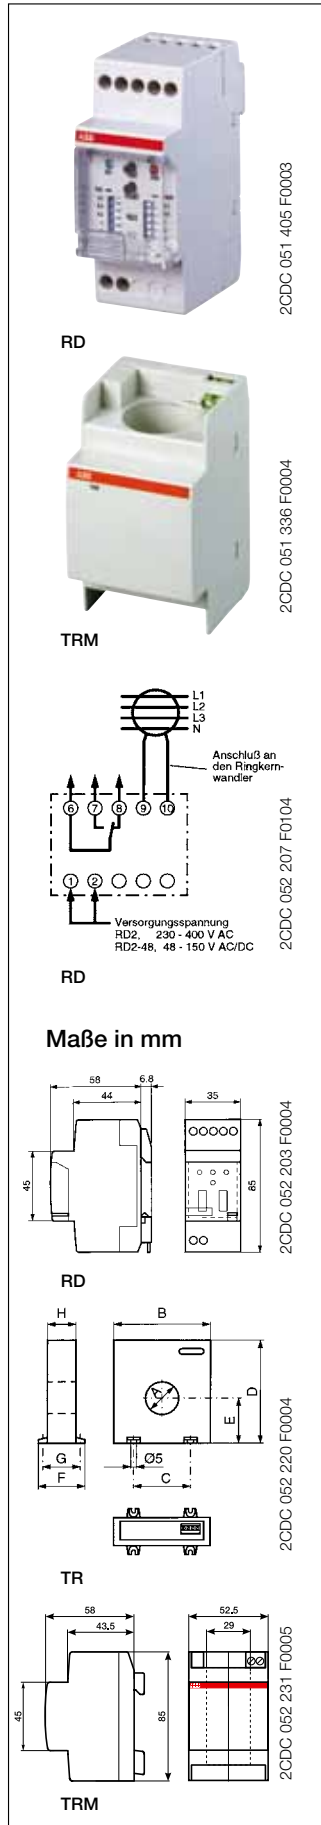 ABB
2CDC 051 405 F0003
RD
ABB
2CDC 051 336 F0004
TRM
L1
L2
L3
N
Anschluß an
den Ringkern-
wandler
6 7 8 9 10
1 2
Versorgungsspannung
RD2, 230 - 400 V AC
RD2-48, 48 - 150 V AC/DC
2CDC 052 207 F0104
RD
Maße in mm
58 6.8
44
35
45
85
2CDC 052 203 F0004
RD
H
B
A
D
E
G
F
Ø5
C
2CDC 052 220 F0004
TR
58
43.5
52.5
29
45
85
2CDC 052 231 F0005
TRM